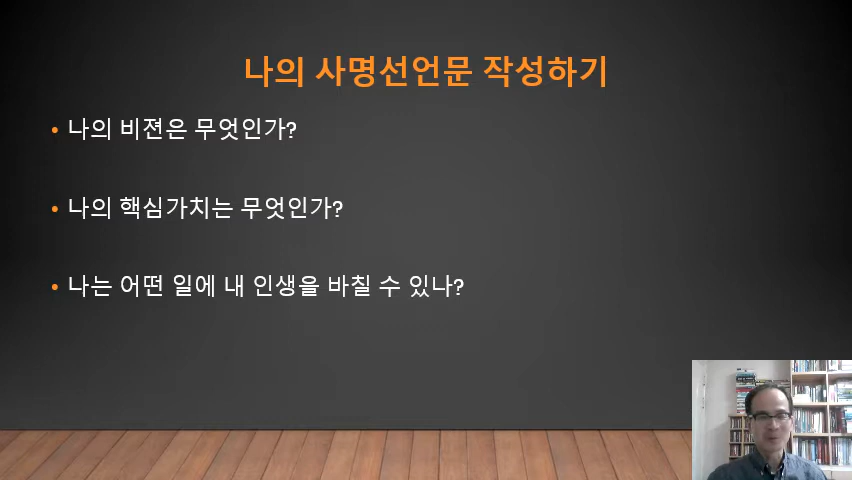 나의 사명선언문 작성하기
• 나의 비젼은 무엇인가?
• 나의 핵심가치는 무엇인가?
• 나는 어떤 일에 내 인생을 바칠 수 있나?